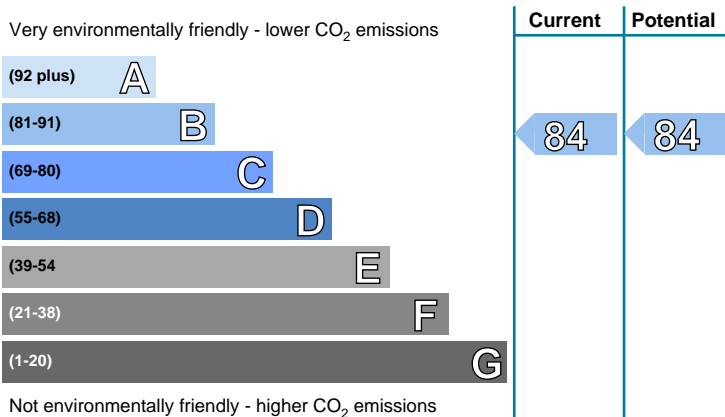 Very environmentally friendly - lower CO₂ emissions
Current Potential
(92 plus) A
(81-91) B
84 84
(69-80) C
(55-68) D
(39-54 E
(21-38) F
(1-20) G
Not environmentally friendly - higher CO₂ emissions